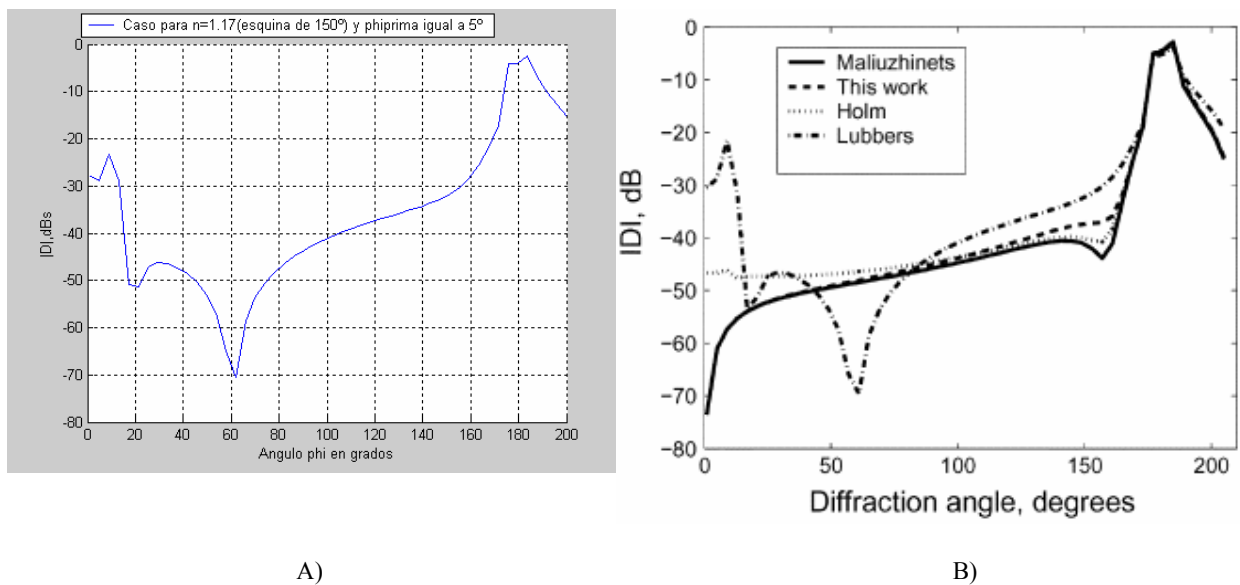 Caso para n=1.17(esquina de 150º) y phiprima igual a 5º
|D|,dBs
0
-10
-20
-30
-40
-50
-60
-70
-80
0 20 40 60 80 100 120 140 160 180 200
Angulo phi en grados
A)
Maliuzhinets
This work
Holm
Lubbers
|D|, dB
0
−10
−20
−30
−40
−50
−60
−70
−80
0 50 100 150 200
Diffraction angle, degrees
B)